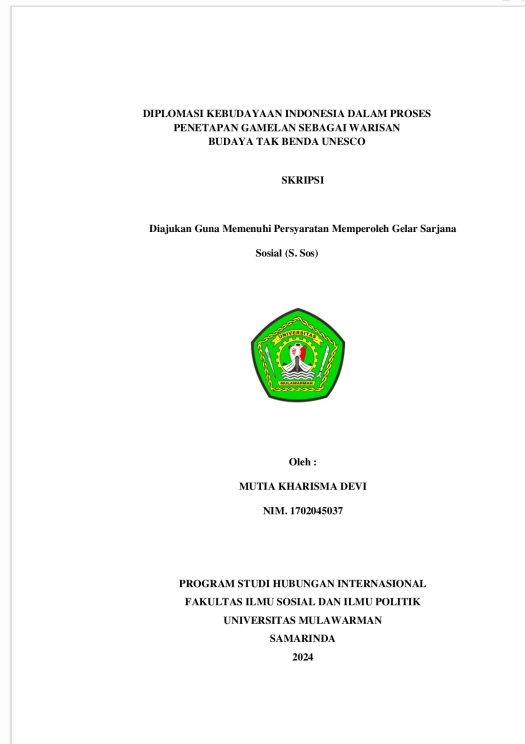 DIPLOMASI KEBUDAYAAN INDONESIA DALAM PROSES
PENETAPAN GAMELAN SEBAGAI WARISAN
BUDAYA TAK BENDA UNESCO
SKRIPSI
Diajukan Guna Memenuhi Persyaratan Memperoleh Gelar Sarjana
Sosial (S. Sos)
UNIVERSITAS
MULAWARMAN
Oleh :
MUTIA KHARISMA DEVI
NIM. 1702045037
PROGRAM STUDI HUBUNGAN INTERNASIONAL
FAKULTAS ILMU SOSIAL DAN ILMU POLITIK
UNIVERSITAS MULAWARMAN
SAMARINDA
2024